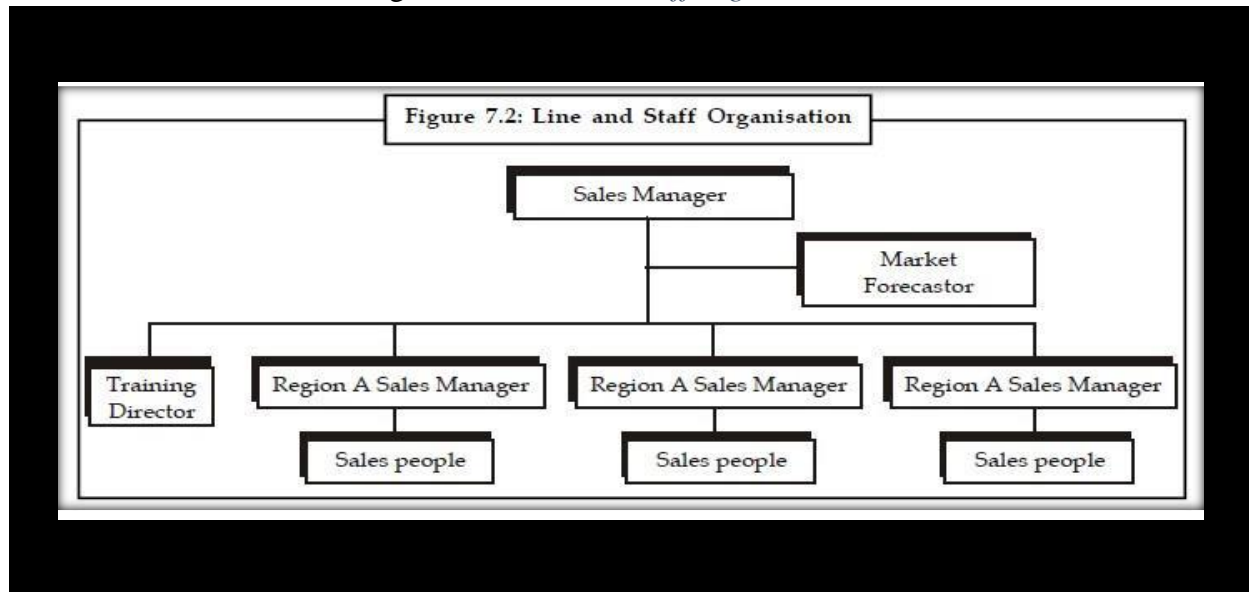 Figure 7.2: Line and Staff Organisation
Sales Manager
Market
Forecastor
Training
Director
Region A Sales Manager
Region A Sales Manager
Region A Sales Manager
Sales people
Sales people
Sales people